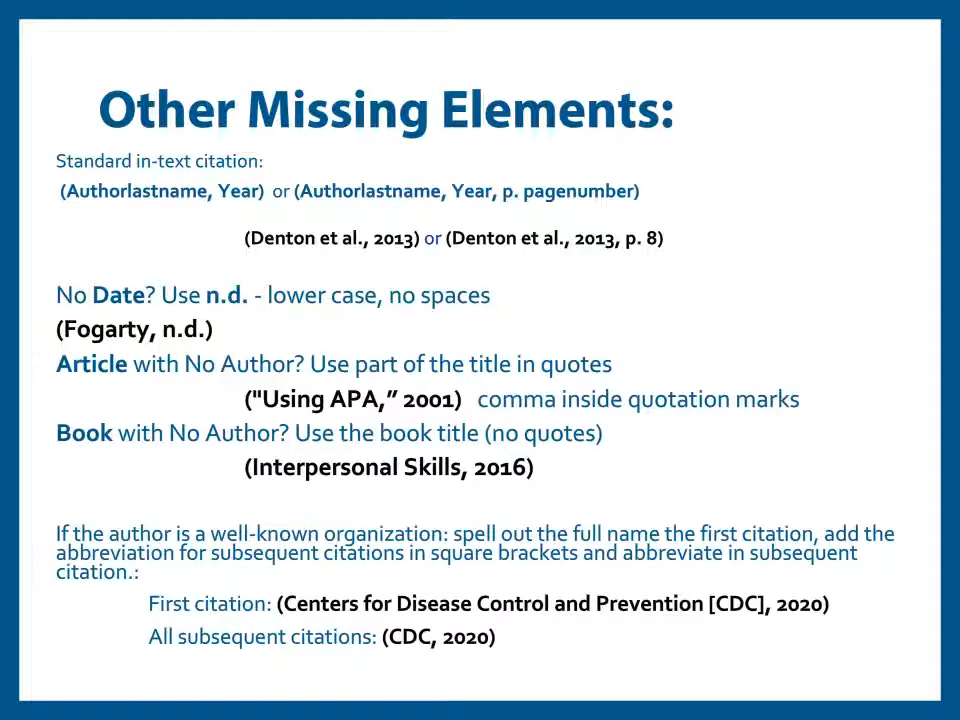 Other Missing Elements:
Standard in-text citation:
(Authorlastname, Year) or (Authorlastname, Year, p. pagenumber)
(Denton et al., 2013) or (Denton et al., 2013, p. 8)
No Date? Use n.d. - lower case, no spaces
(Fogarty, n.d.)
Article with No Author? Use part of the title in quotes
("Using APA,” 2001) comma inside quotation marks
Book with No Author? Use the book title (no quotes)
(Interpersonal Skills, 2016)
If the author is a well-known organization: spell out the full name the first citation, add the
abbreviation for subsequent citations in square brackets and abbreviate in subsequent
citation.:
First citation: (Centers for Disease Control and Prevention [CDC], 2020)
All subsequent citations: (CDC, 2020)